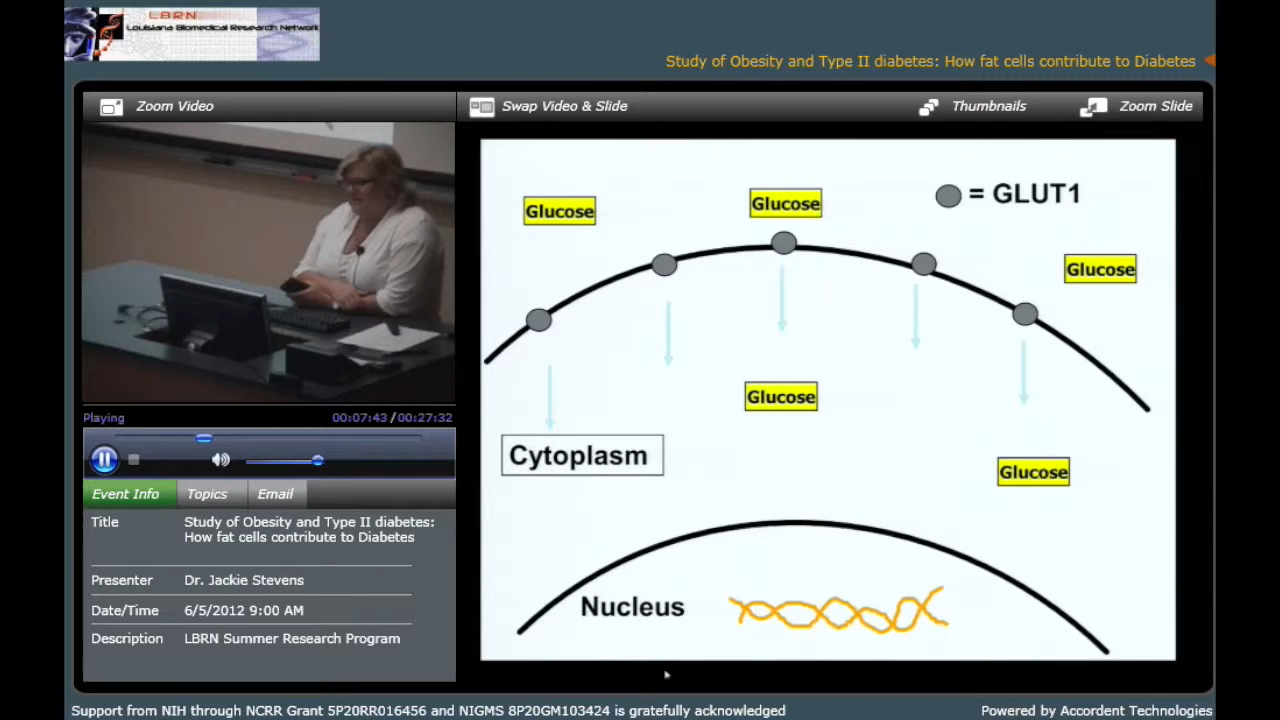 LBRN
Louisiana Biomedical Research Network
Study of Obesity and Type II diabetes: How fat cells contribute to Diabetes
Zoom Video
Swap Video & Slide
Thumbnails
Zoom Slide
Glucose
Glucose
= GLUT1
Glucose
Glucose
Cytoplasm
Glucose
Nucleus
Playing
00:07:43 / 00:27:32
Event Info
Topics
Email
Title
Study of Obesity and Type II diabetes:
How fat cells contribute to Diabetes
Presenter
Dr. Jackie Stevens
Date/Time
6/5/2012 9:00 AM
Description
LBRN Summer Research Program
Support from NIH through NCRR Grant 5P20RR016456 and NIGMS 8P20GM103424 is gratefully acknowledged
Powered by Accordent Technologies